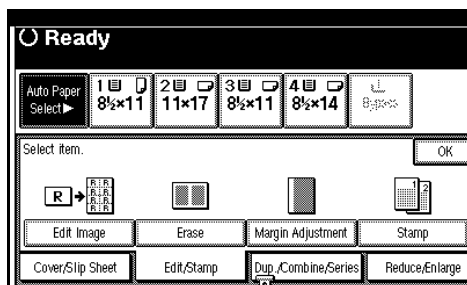 Ready
Auto Paper
Select►
1
8½×11
2
11×17
3
8½×11
4
8½×14
Bypass
Select item.
OK
R
R R
R R
R R
R R
1 2
Edit Image
Erase
Margin Adjustment
Stamp
Cover/Slip Sheet
Edit/Stamp
Dup./Combine/Series
Reduce/Enlarge